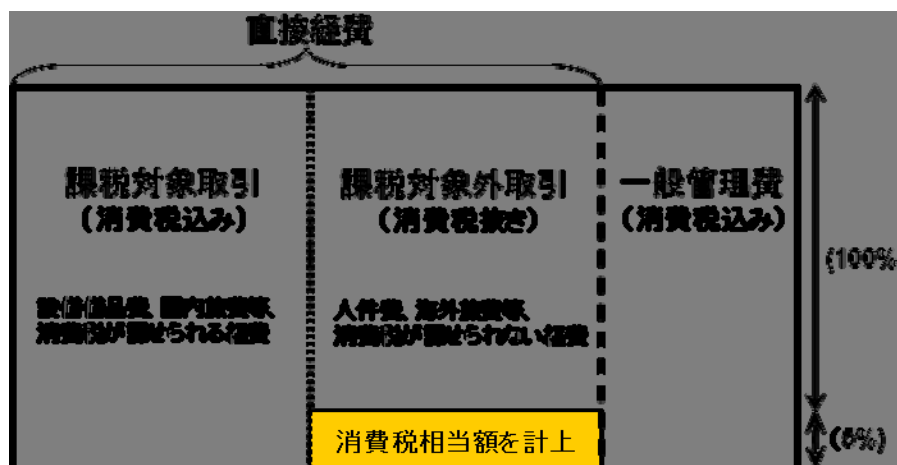 直接経費
課税対象取引
(消費税込み)
課税対象外取引
(消費税抜き)
一般管理費
(消費税込み)
設備備品費、国内旅費等、
消費税が課せられる経費
人件費、海外旅費等、
消費税が課せられない経費
(100%
消費税相当額を計上
(5%)